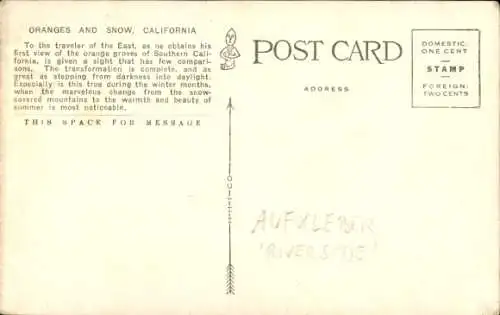 ORANGES AND SNOW, CALIFORNIA
To the traveler of the East, as he obtains his
first view of the orange groves of Southern Cali-
fornia, is given a sight that has few compari-
sons. The transformation is complete, and as
great as stepping from darkness into daylight.
Especially is this true during the winter months,
when the marvelous change from the snow-
covered mountains to the warmth and beauty of
summer is most noticeable.
THIS SPACE FOR MESSAGE
POST CARD
ADDRESS
DOMESTIC:
ONE CENT
STAMP
FOREIGN:
TWO CENTS
AUFKLEBER
"RIVERSIDE"